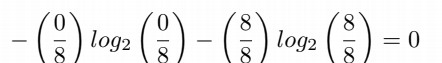 − (0/8) log₂ (0/8) − (8/8) log₂ (8/8) = 0